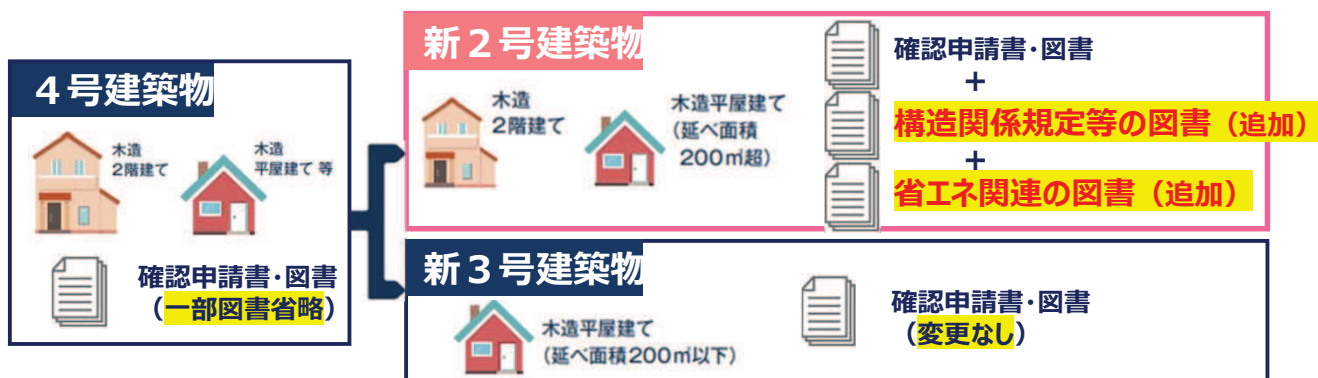 4号建築物
木造
2階建て
木造
平屋建て 等
確認申請書・図書
(一部図書省略)
新2号建築物
木造
2階建て
木造平屋建て
(延べ面積
200㎡超)
確認申請書・図書
+
構造関係規定等の図書(追加)
+
省エネ関連の図書(追加)
新3号建築物
木造平屋建て
(延べ面積200㎡以下)
確認申請書・図書
(変更なし)